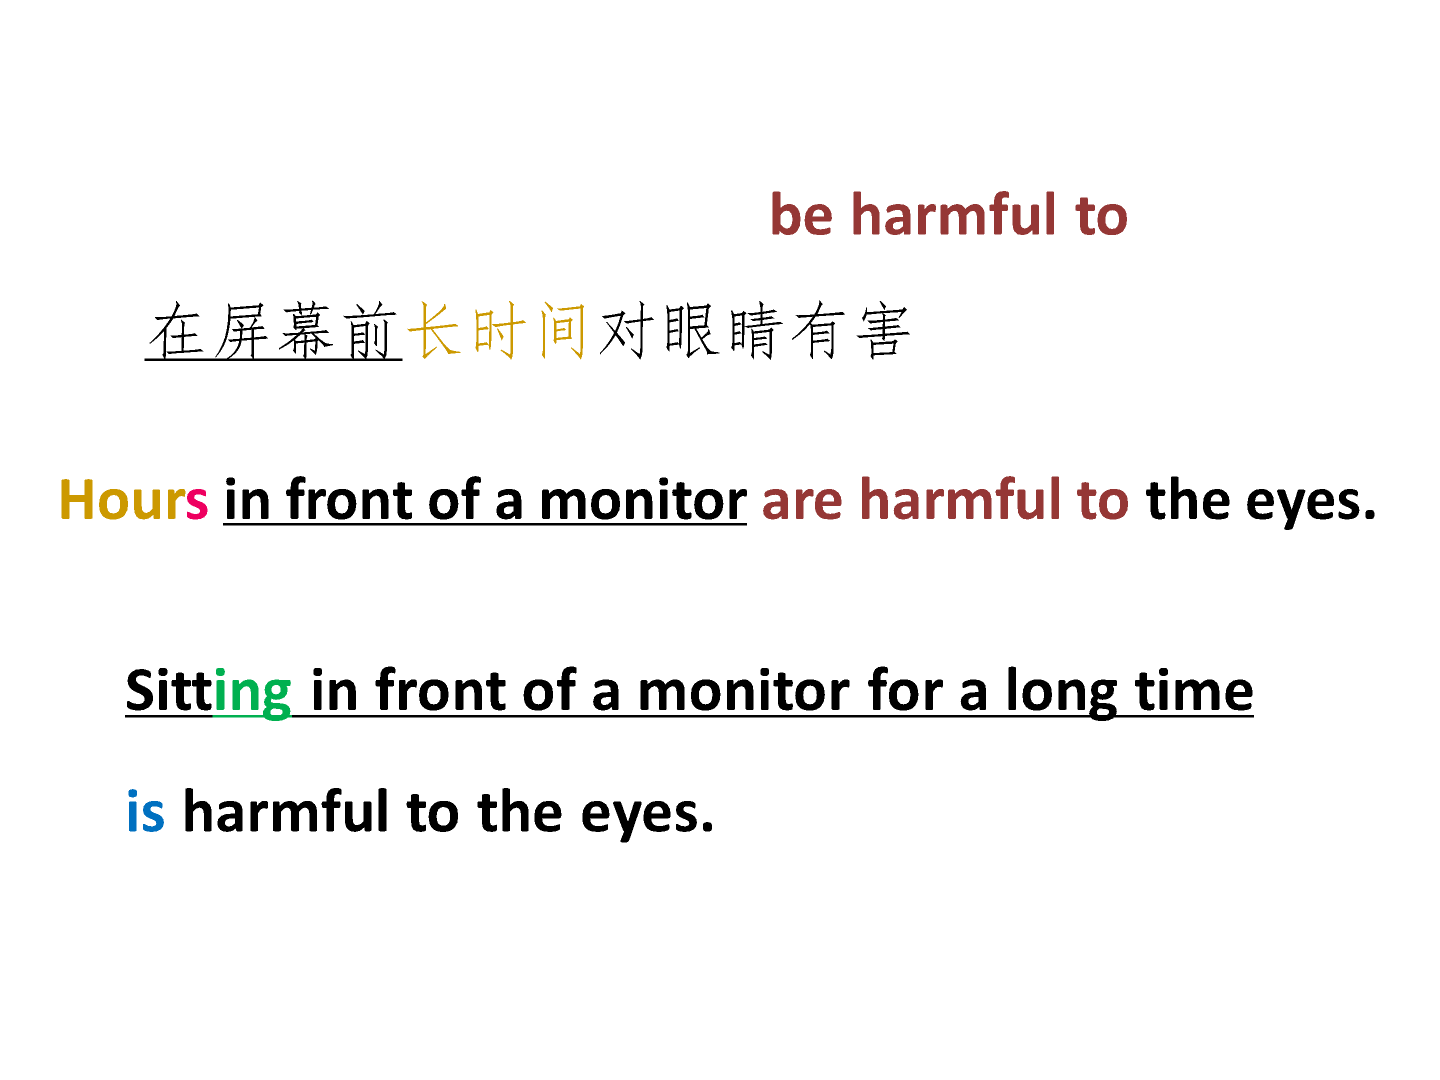 be harmful to
在屏幕前长时间对眼睛有害
Hours in front of a monitor are harmful to the eyes.
Sitting in front of a monitor for a long time
is harmful to the eyes.